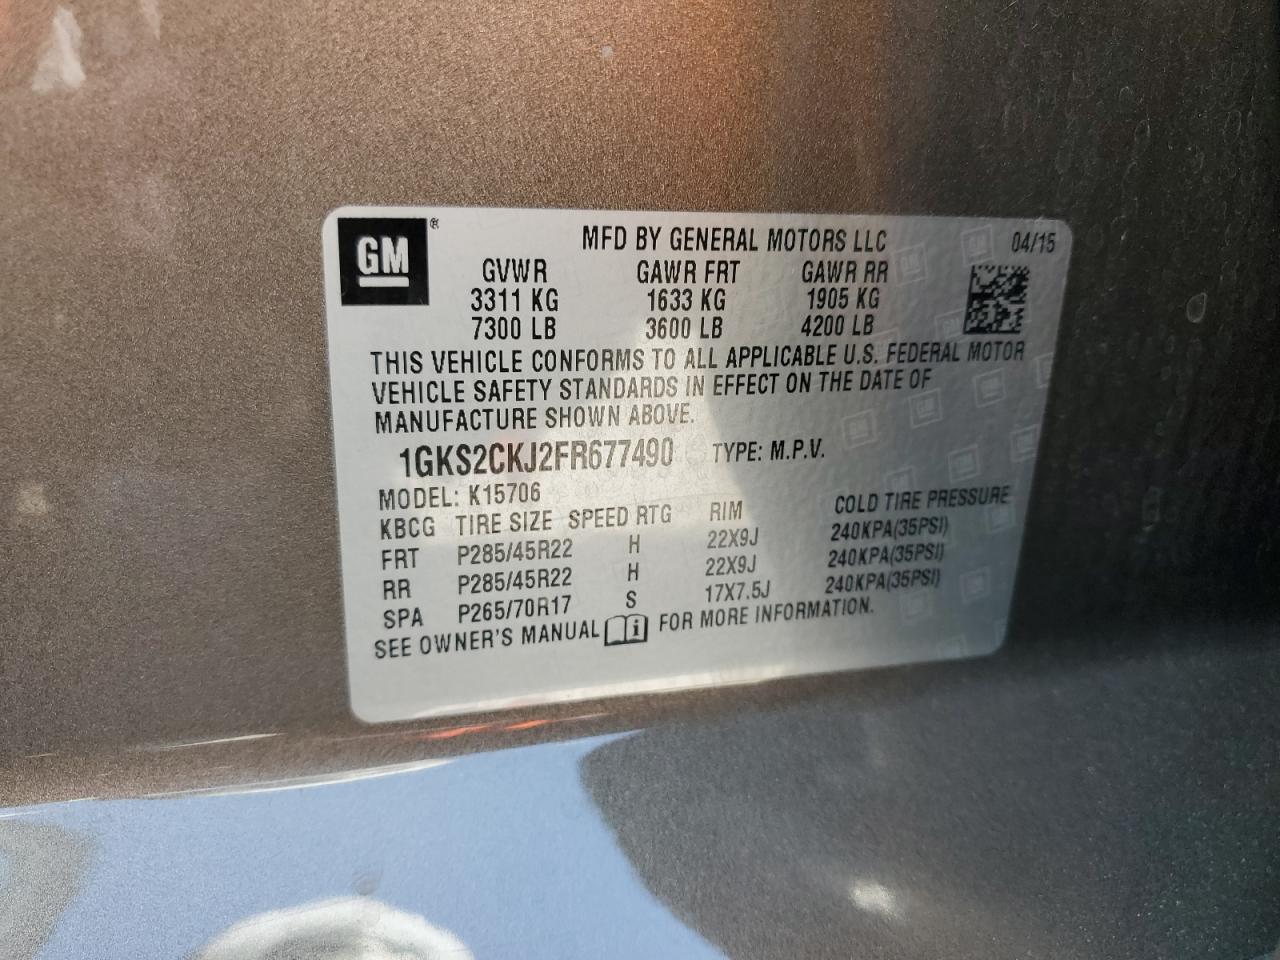 GM ®
MFD BY GENERAL MOTORS LLC 04/15
GVWR GAWR FRT GAWR RR
3311 KG 1633 KG 1905 KG
7300 LB 3600 LB 4200 LB
THIS VEHICLE CONFORMS TO ALL APPLICABLE U.S. FEDERAL MOTOR
VEHICLE SAFETY STANDARDS IN EFFECT ON THE DATE OF
MANUFACTURE SHOWN ABOVE.
1GKS2CKJ2FR677490 TYPE: M.P.V.
MODEL: K15706
KBCG TIRE SIZE SPEED RTG RIM COLD TIRE PRESSURE
FRT P285/45R22 H 22X9J 240KPA(35PSI)
RR P285/45R22 H 22X9J 240KPA(35PSI)
SPA P265/70R17 S 17X7.5J 240KPA(35PSI)
SEE OWNER'S MANUAL i FOR MORE INFORMATION.